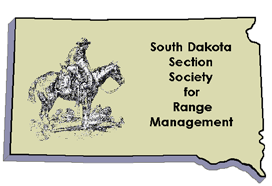 South Dakota
Section
Society
for
Range
Management